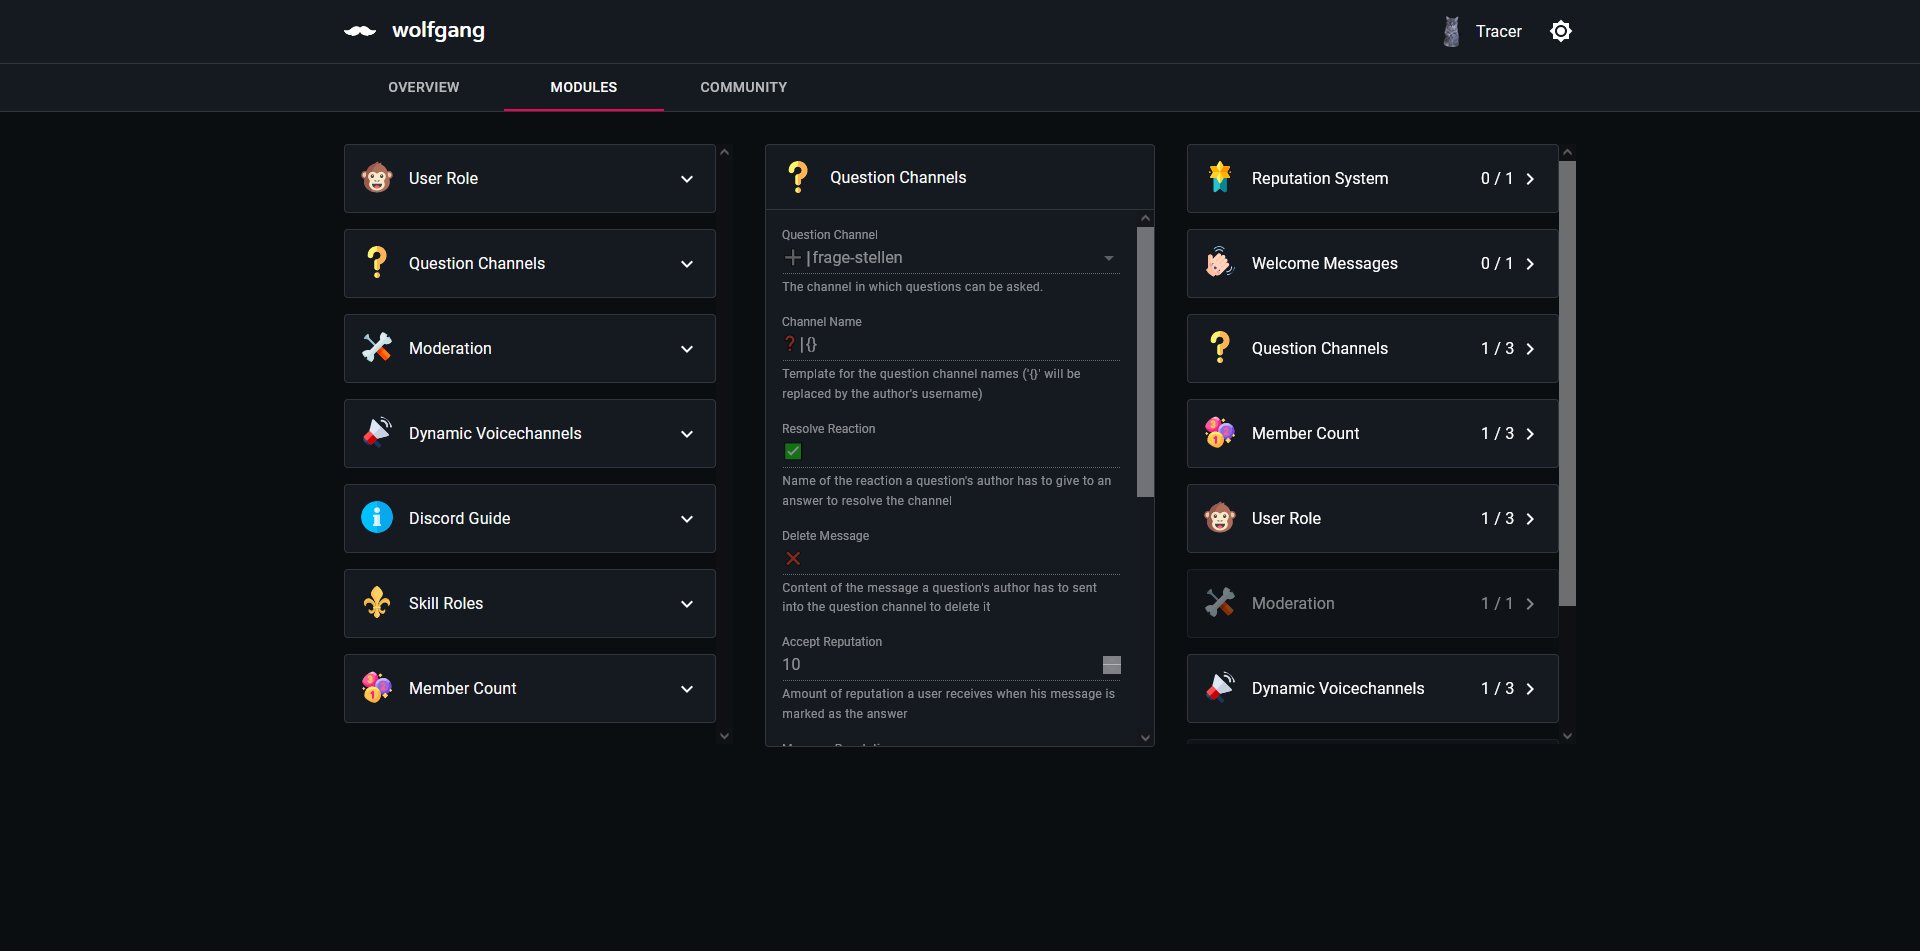 wolfgang
Tracer
OVERVIEW
MODULES
COMMUNITY
User Role
Question Channels
Moderation
Dynamic Voicechannels
Discord Guide
Skill Roles
Member Count
Question Channels
Question Channel
➕|frage-stellen
The channel in which questions can be asked.
Channel Name
❓|{}
Template for the question channel names ('{}' will be
replaced by the author's username)
Resolve Reaction
✅
Name of the reaction a question's author has to give to an
answer to resolve the channel
Delete Message
❌
Content of the message a question's author has to sent
into the question channel to delete it
Accept Reputation
10
Amount of reputation a user receives when his message is
marked as the answer
Reputation System 0 / 1
Welcome Messages 0 / 1
Question Channels 1 / 3
Member Count 1 / 3
User Role 1 / 3
Moderation 1 / 1
Dynamic Voicechannels 1 / 3